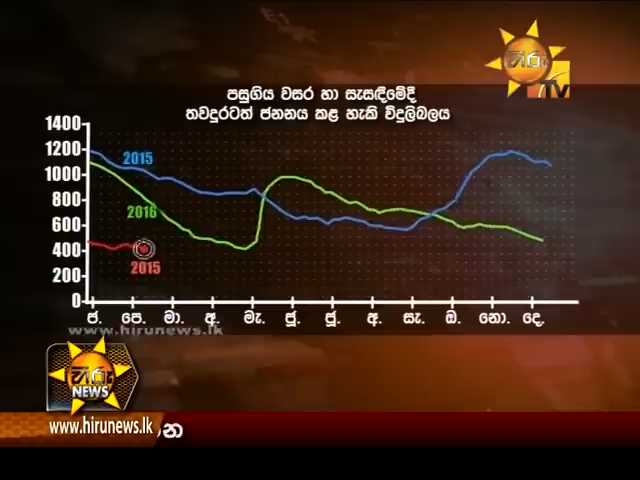 හිරු
TV
පසුගිය වසර හා සැසඳීමේදී
තවදුරටත් ජනනය කළ හැකි විදුලිබලය
1400
1200
1000
800
600
400
200
0
2015
2016
2015
ජ. පෙ. මා. අ. මැ. ජූ. ජූ. අ. සැ. ඔ. නො. දෙ.
www.hirunews.lk
හිරු
NEWS
www.hirunews.lk